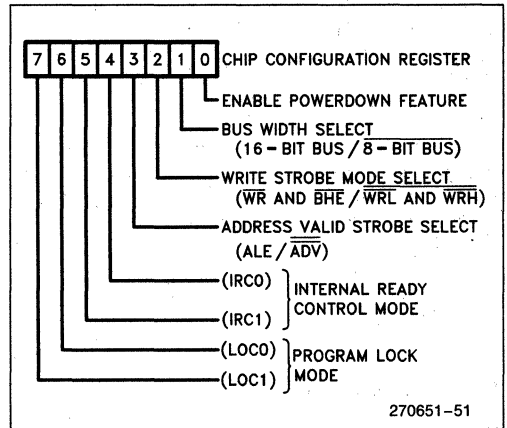 7 6 5 4 3 2 1 0 CHIP CONFIGURATION REGISTER
ENABLE POWERDOWN FEATURE
BUS WIDTH SELECT
(16-BIT BUS / 8-BIT BUS)
WRITE STROBE MODE SELECT
(WR AND BHE / WRL AND WRH)
ADDRESS VALID STROBE SELECT
(ALE / ADV)
(IRC0)
INTERNAL READY
CONTROL MODE
(IRC1)
(LOC0)
PROGRAM LOCK
MODE
(LOC1)
270651-51